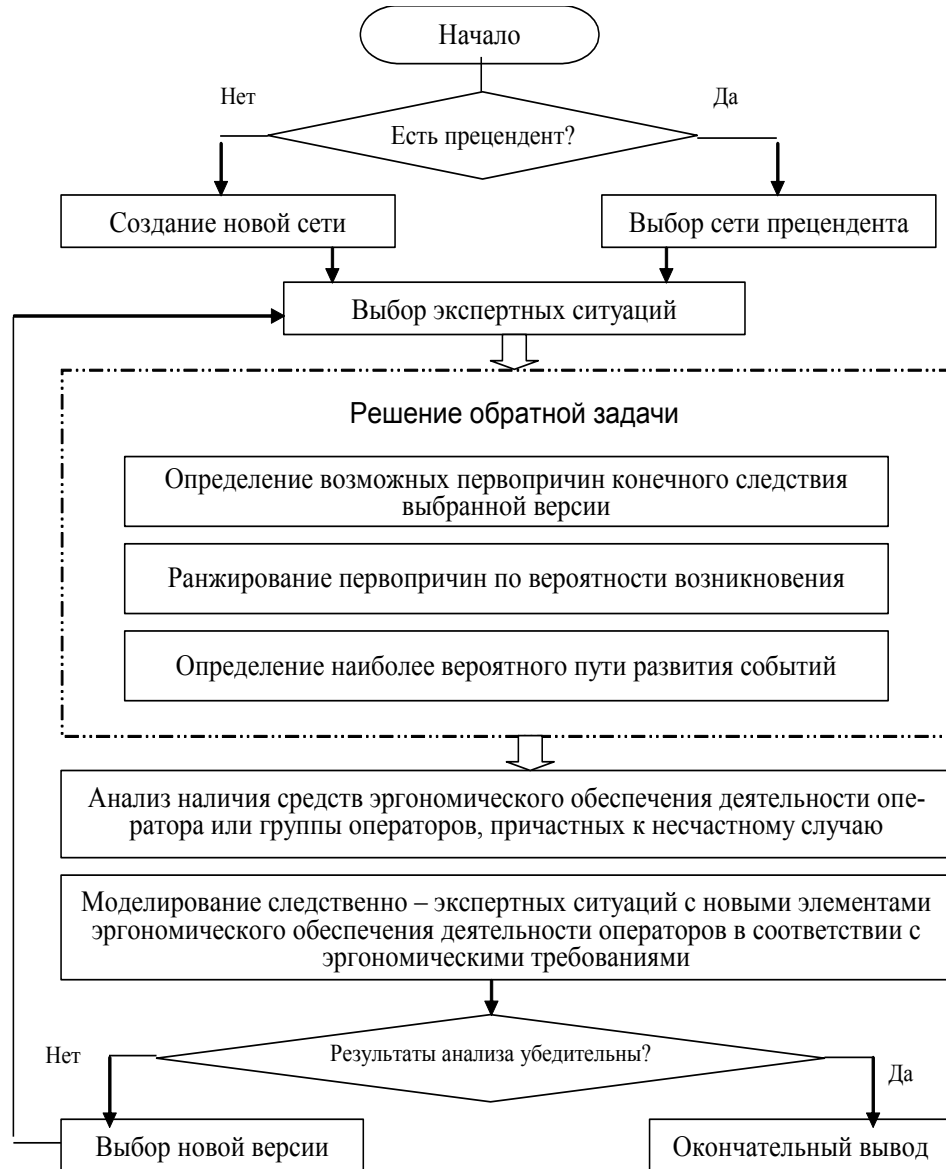 Начало
Нет
Да
Есть прецендент?
Создание новой сети
Выбор сети прецендента
Выбор экспертных ситуаций
Решение обратной задачи
Определение возможных первопричин конечного следствия
выбранной версии
Ранжирование первопричин по вероятности возникновения
Определение наиболее вероятного пути развития событий
Анализ наличия средств эргономического обеспечения деятельности опе-
ратора или группы операторов, причастных к несчастному случаю
Моделирование следственно – экспертных ситуаций с новыми элементами
эргономического обеспечения деятельности операторов в соответствии с
эргономическими требованиями
Результаты анализа убедительны?
Нет
Да
Выбор новой версии
Окончательный вывод